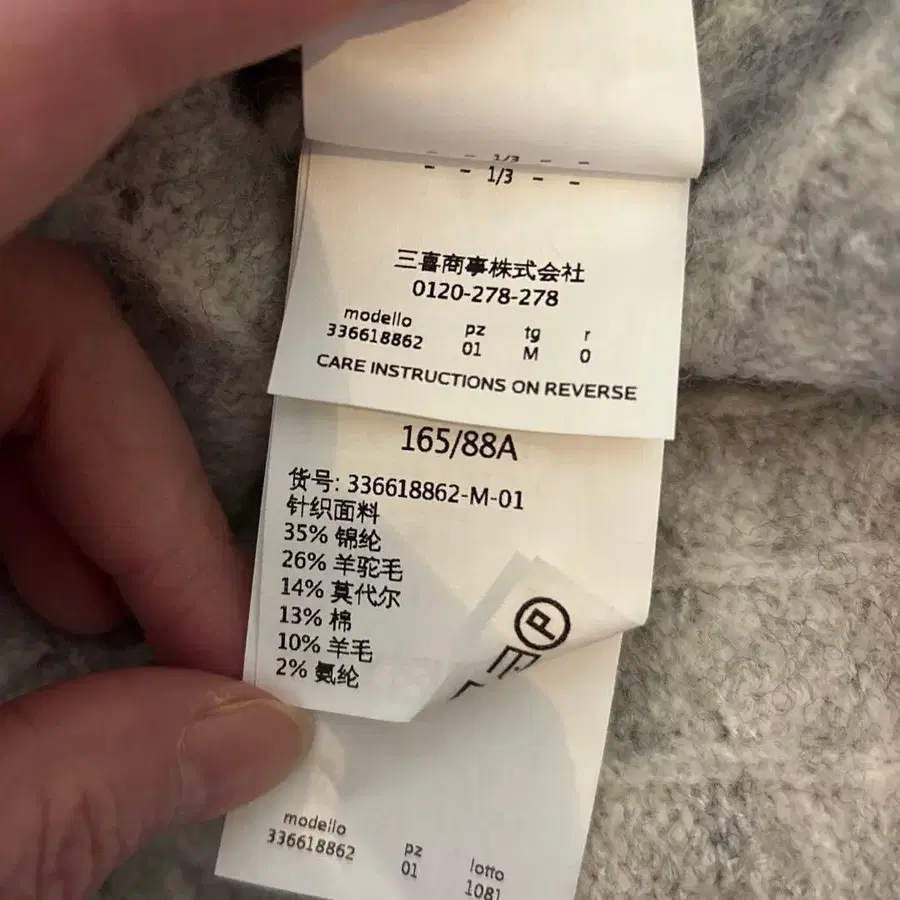 - - 1/3 - -
三喜商事株式会社
0120-278-278
modello pz tg r
336618862 01 M 0
CARE INSTRUCTIONS ON REVERSE
165/88A
货号: 336618862-M-01
针织面料
35% 锦纶
26% 羊驼毛
14% 莫代尔
13% 棉
10% 羊毛
2% 氨纶
P
modello pz lotto
336618862 01 1081